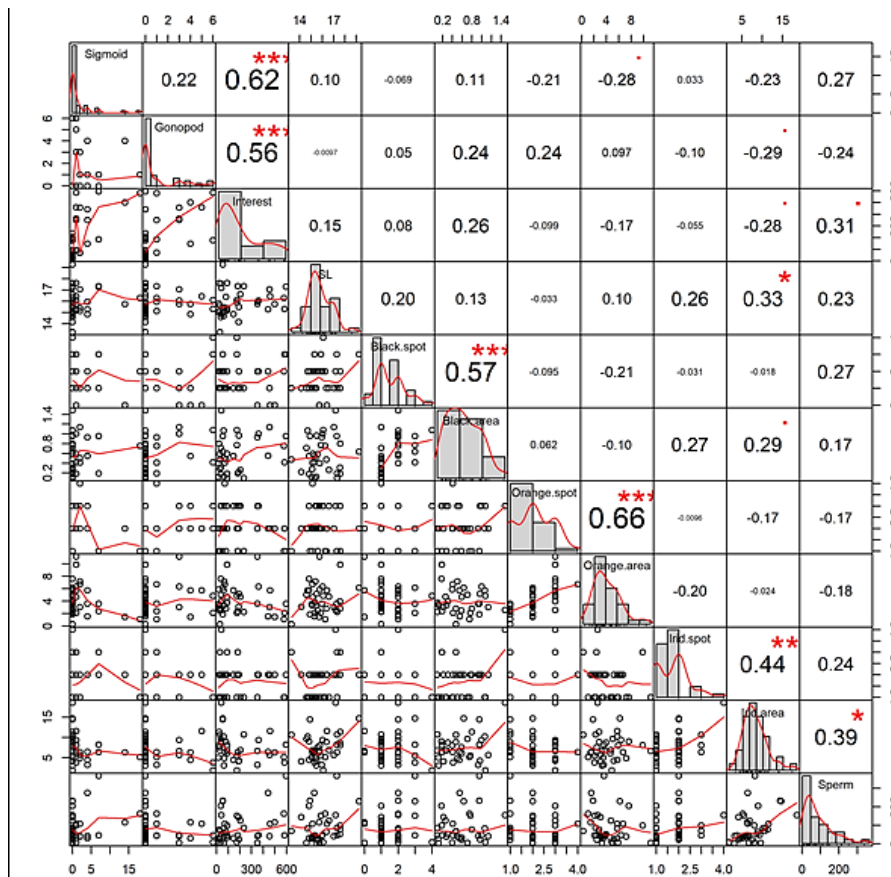 0 2 4 6 14 17 0.2 0.8 1.4 0 4 8 5 15
Sigmoid 0.22 0.62 *** 0.10 -0.069 0.11 -0.21 -0.28 0.033 -0.23 0.27
0 2 4 6 Gonopod 0.56 *** -0.0097 0.05 0.24 0.24 0.097 -0.10 -0.29 -0.24
Interest 0.15 0.08 0.26 -0.099 -0.17 -0.055 -0.28 0.31
14 17 SL 0.20 0.13 -0.033 0.10 0.26 0.33 * 0.23
Black.spot 0.57 *** -0.095 -0.21 -0.031 -0.018 0.27
0.2 0.8 1.4 Black.area 0.062 -0.10 0.27 0.29 0.17
Orange.spot 0.66 *** -0.0096 -0.17 -0.17
0 4 8 Orange.area -0.20 -0.024 -0.18
Irid.spot 0.44 ** 0.24
5 15 Irid.area 0.39 *
Sperm
0 5 15 0 300 600 0 2 4 1.0 2.5 4.0 1.0 2.5 4.0 0 200